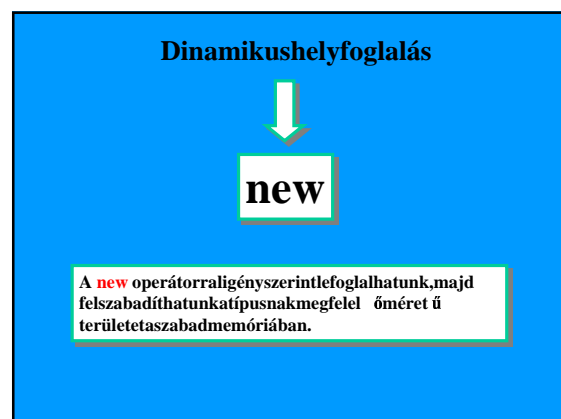 Dinamikushelyfoglalás
new
A new operátorraligényszerintlefoglalhatunk,majd
felszabadíthatunkatípusnakmegfelel őméret ű
területetaszabadmemóriában.